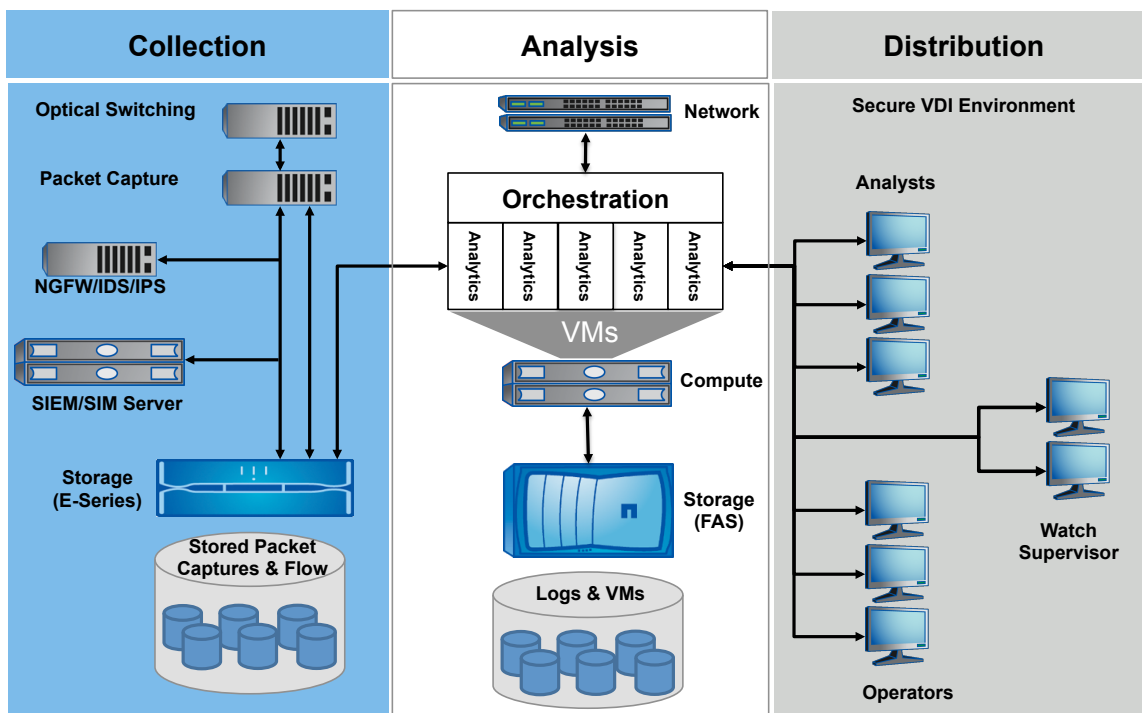 Collection
Analysis
Distribution
Optical Switching
Packet Capture
NGFW/IDS/IPS
SIEM/SIM Server
Storage
(E-Series)
Stored Packet
Captures & Flow
Network
Orchestration
Analytics
Analytics
Analytics
Analytics
Analytics
VMs
Compute
Storage
(FAS)
Logs & VMs
Secure VDI Environment
Analysts
Watch
Supervisor
Operators